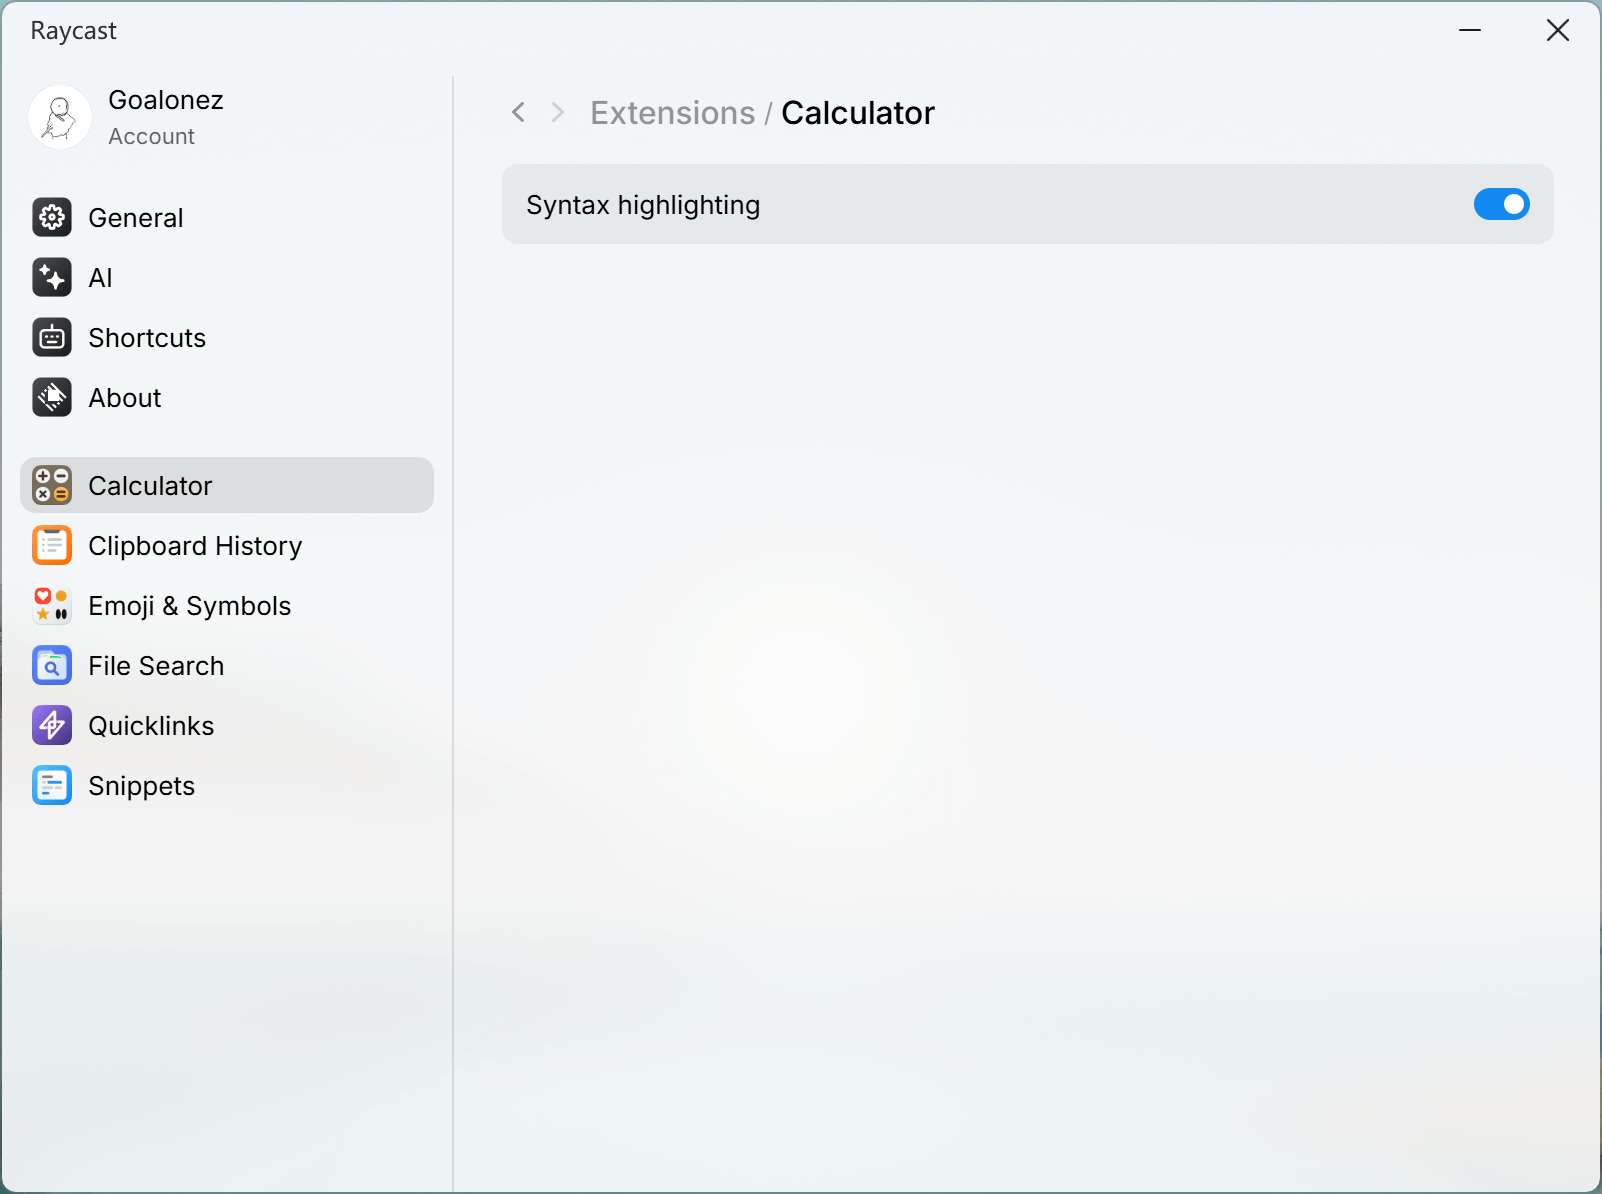 Raycast
Goalonez
Account
General
AI
Shortcuts
About
Calculator
Clipboard History
Emoji & Symbols
File Search
Quicklinks
Snippets
Extensions / Calculator
Syntax highlighting